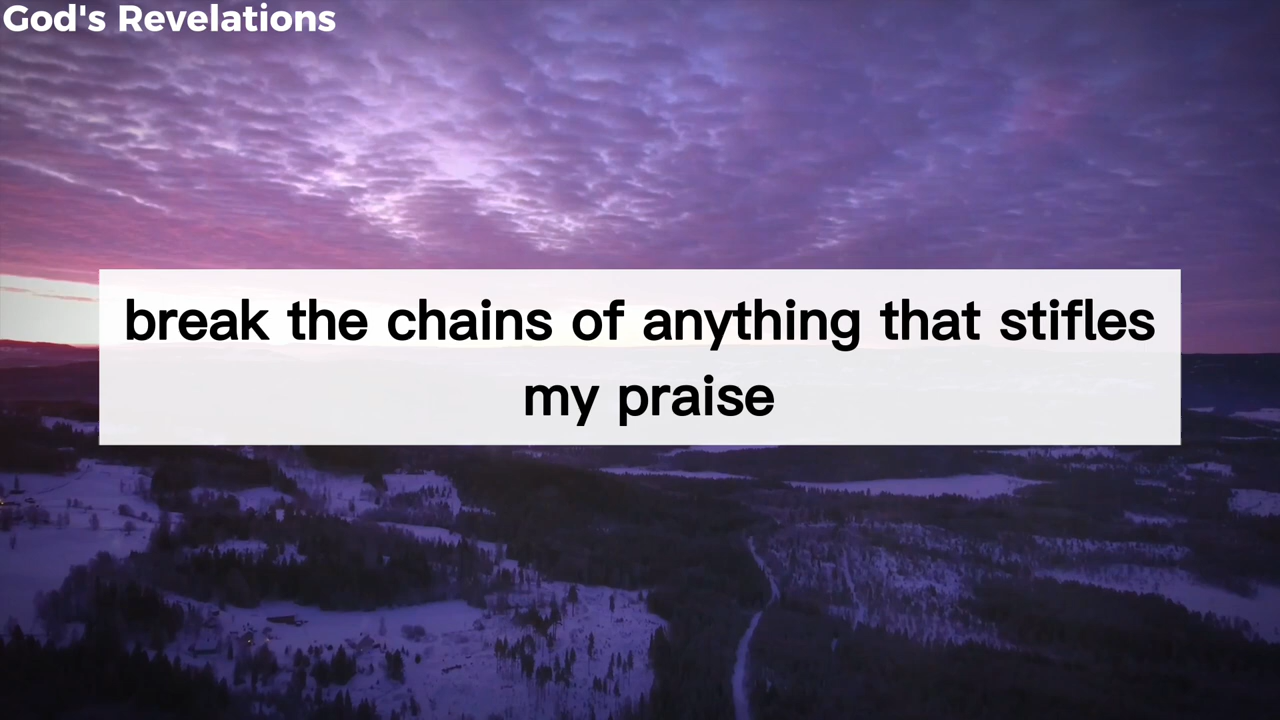 God's Revelations
break the chains of anything that stifles
my praise